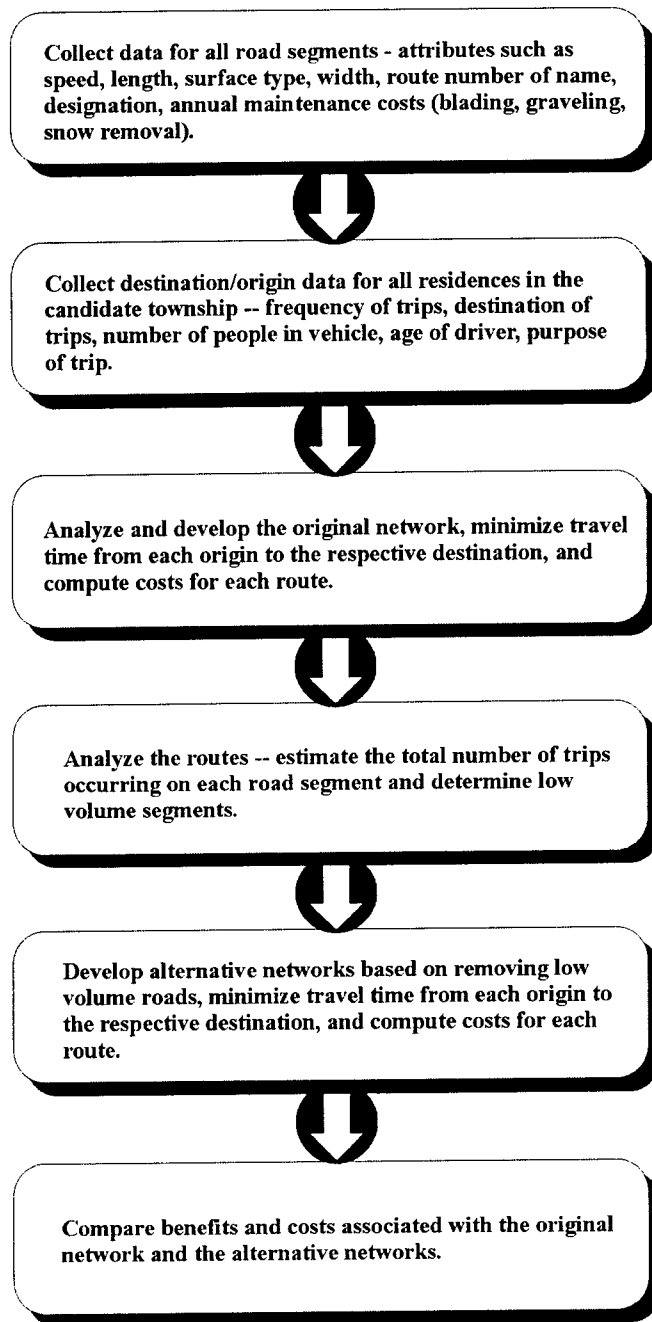 Collect data for all road segments - attributes such as
speed, length, surface type, width, route number of name,
designation, annual maintenance costs (blading, graveling,
snow removal).
Collect destination/origin data for all residences in the
candidate township -- frequency of trips, destination of
trips, number of people in vehicle, age of driver, purpose
of trip.
Analyze and develop the original network, minimize travel
time from each origin to the respective destination, and
compute costs for each route.
Analyze the routes -- estimate the total number of trips
occurring on each road segment and determine low
volume segments.
Develop alternative networks based on removing low
volume roads, minimize travel time from each origin to
the respective destination, and compute costs for each
route.
Compare benefits and costs associated with the original
network and the alternative networks.